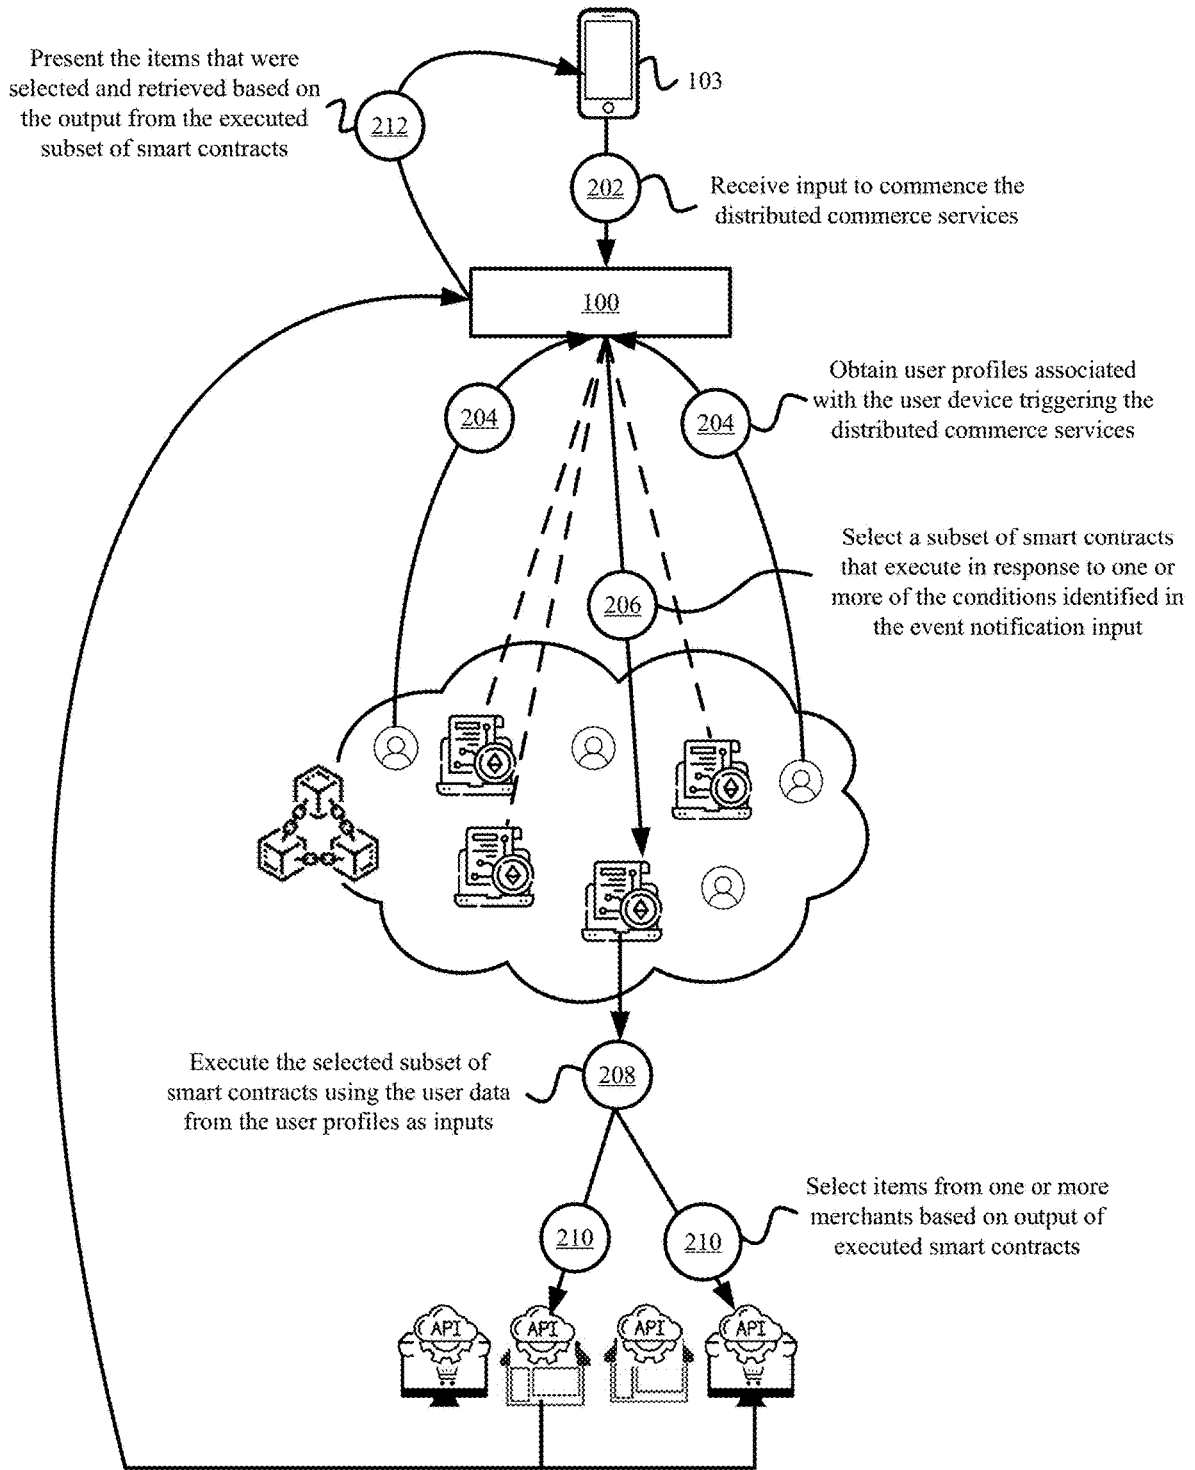 Present the items that were
selected and retrieved based on
the output from the executed
subset of smart contracts
212
103
202
Receive input to commence the
distributed commerce services
100
204
204
Obtain user profiles associated
with the user device triggering the
distributed commerce services
Select a subset of smart contracts
that execute in response to one or
more of the conditions identified in
the event notification input
206
Execute the selected subset of
smart contracts using the user data
from the user profiles as inputs
208
210
210
Select items from one or more
merchants based on output of
executed smart contracts
API
API
API
API